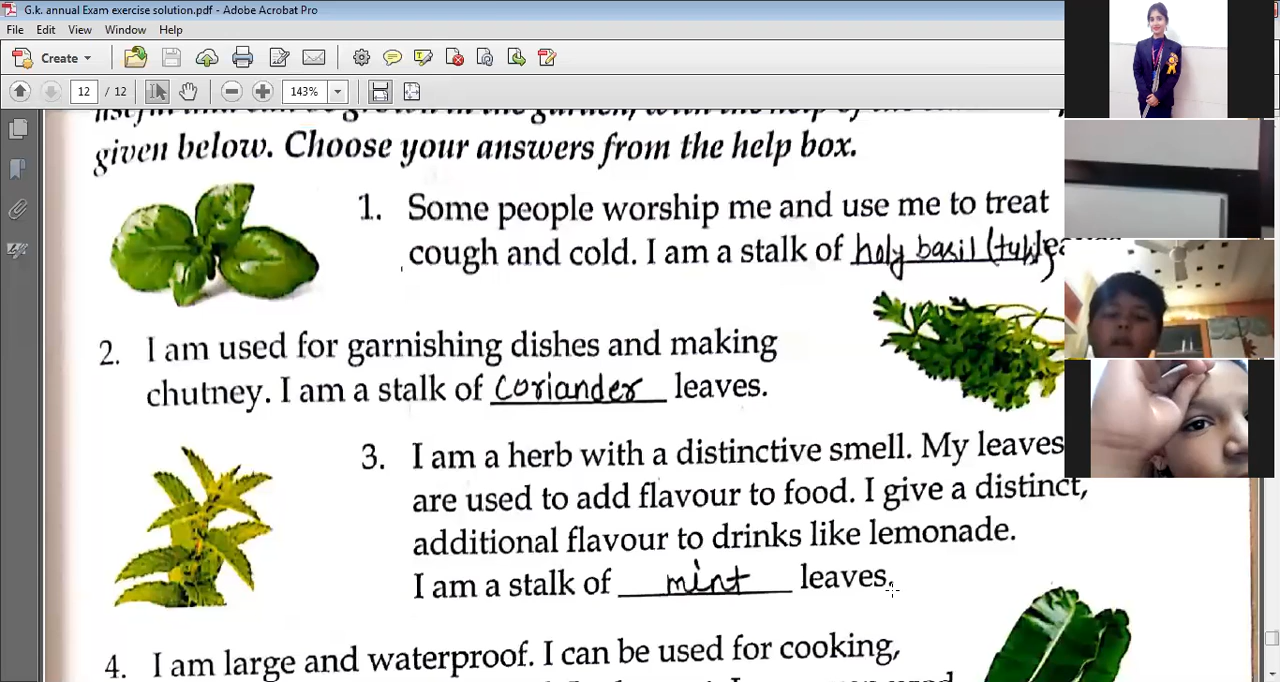 G.k. annual Exam exercise solution.pdf - Adobe Acrobat Pro
File Edit View Window Help
Create
12 / 12 143%
given below. Choose your answers from the help box.
1. Some people worship me and use me to treat
cough and cold. I am a stalk of holy basil
2. I am used for garnishing dishes and making
chutney. I am a stalk of coriander leaves.
3. I am a herb with a distinctive smell. My leaves
are used to add flavour to food. I give a distinct,
additional flavour to drinks like lemonade.
I am a stalk of mint leaves.
4. I am large and waterproof. I can be used for cooking,